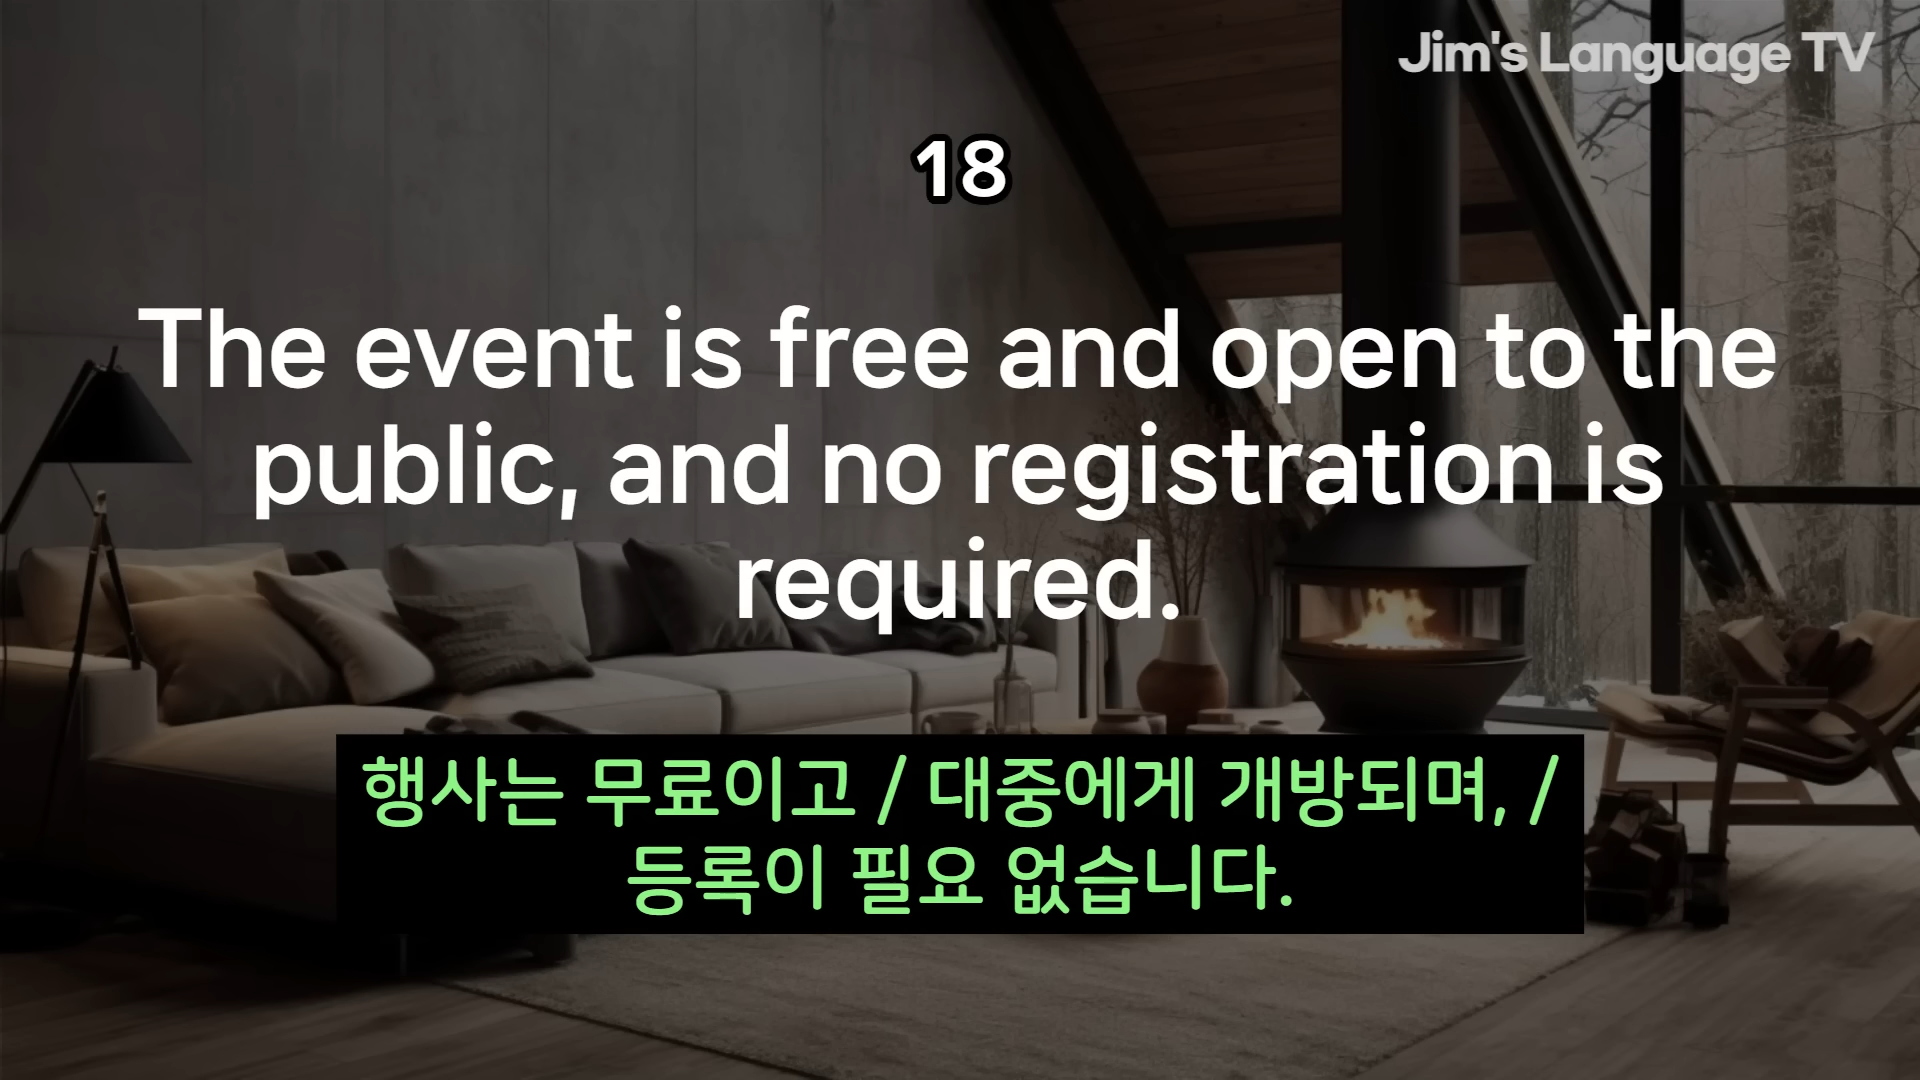 Jim's Language TV
18
The event is free and open to the
public, and no registration is
required.
행사는 무료이고 / 대중에게 개방되며, /
등록이 필요 없습니다.